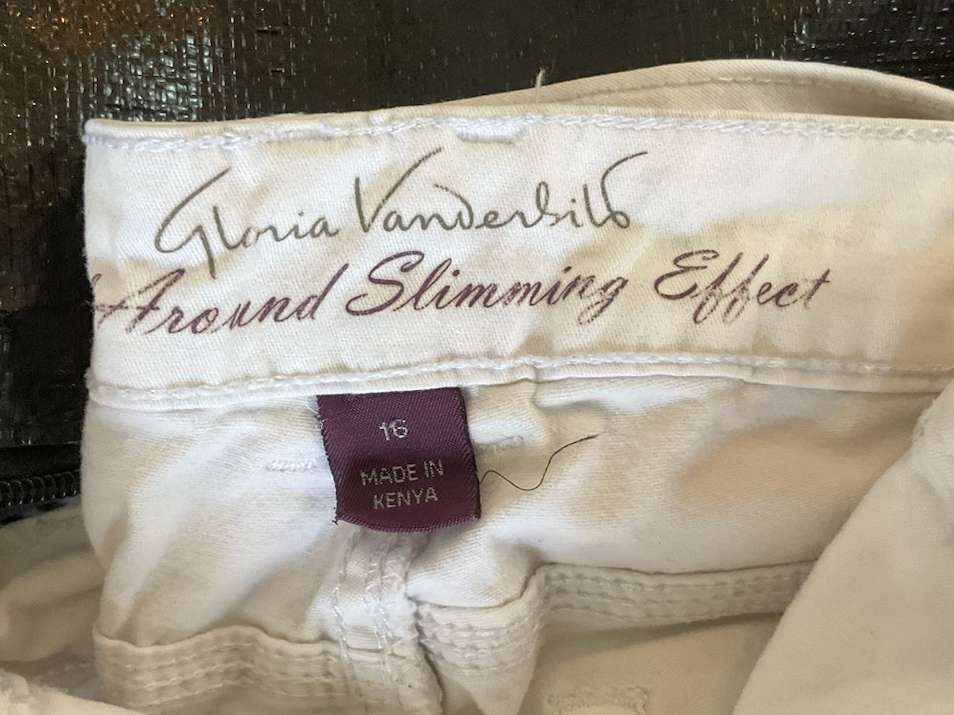 Gloria Vanderbilt
Around Slimming Effect
16
MADE IN
KENYA